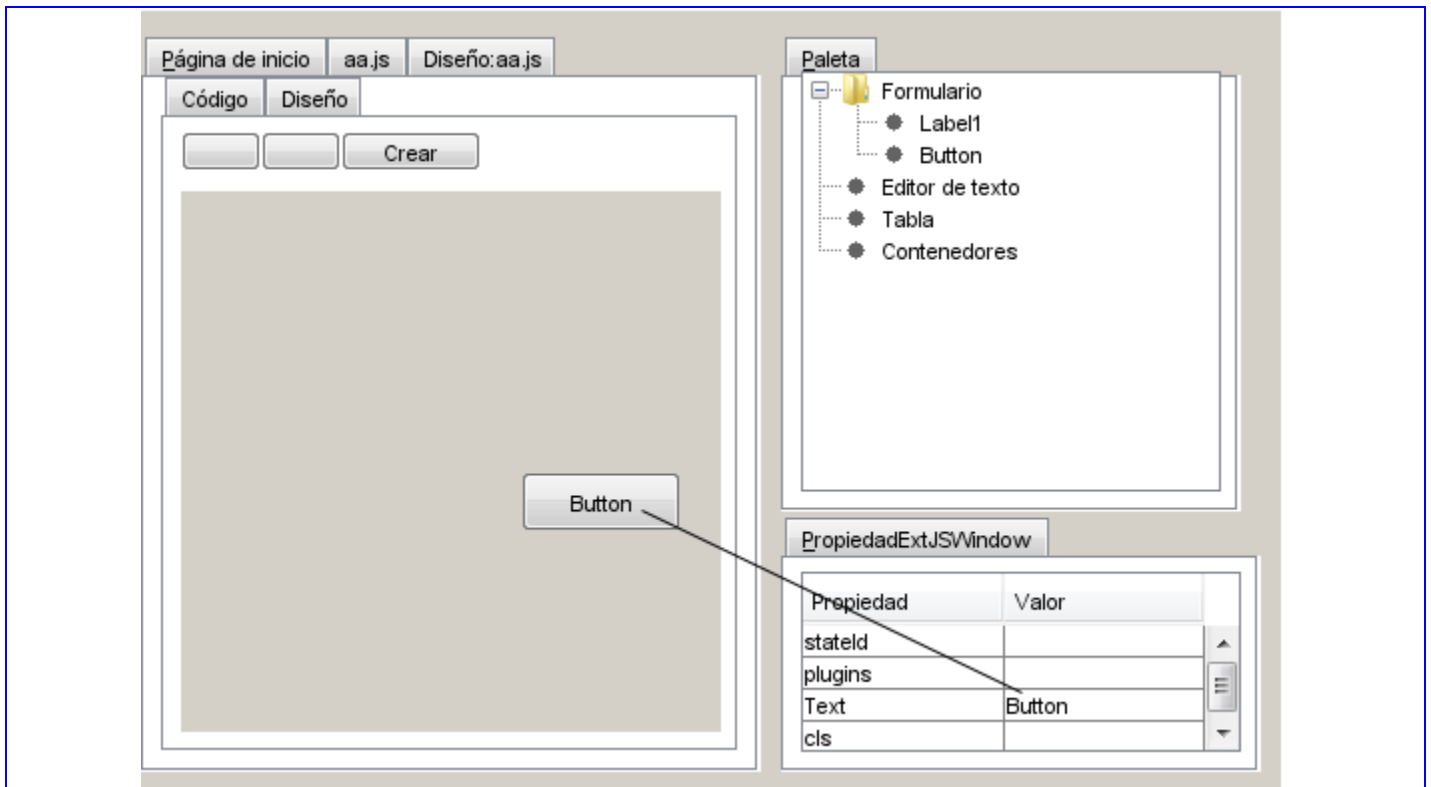 Página de inicio
aa.js
Diseño:aa.js
Código
Diseño
Crear
Button
Paleta
Formulario
Label1
Button
Editor de texto
Tabla
Contenedores
PropiedadExtJSWindow
Propiedad Valor
stateId
plugins
Text Button
cls